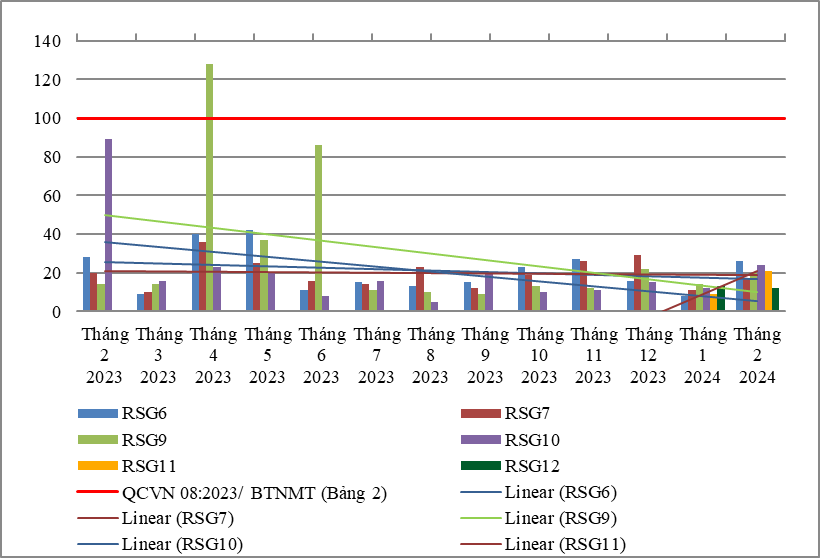 140
120
100
80
60
40
20
0
Tháng Tháng Tháng Tháng Tháng Tháng Tháng Tháng Tháng Tháng Tháng Tháng Tháng
2 3 4 5 6 7 8 9 10 11 12 1 2
2023 2023 2023 2023 2023 2023 2023 2023 2023 2023 2023 2024 2024
RSG6 RSG7
RSG9 RSG10
RSG11 RSG12
QCVN 08:2023/ BTNMT (Bảng 2) Linear (RSG6)
Linear (RSG7) Linear (RSG9)
Linear (RSG10) Linear (RSG11)